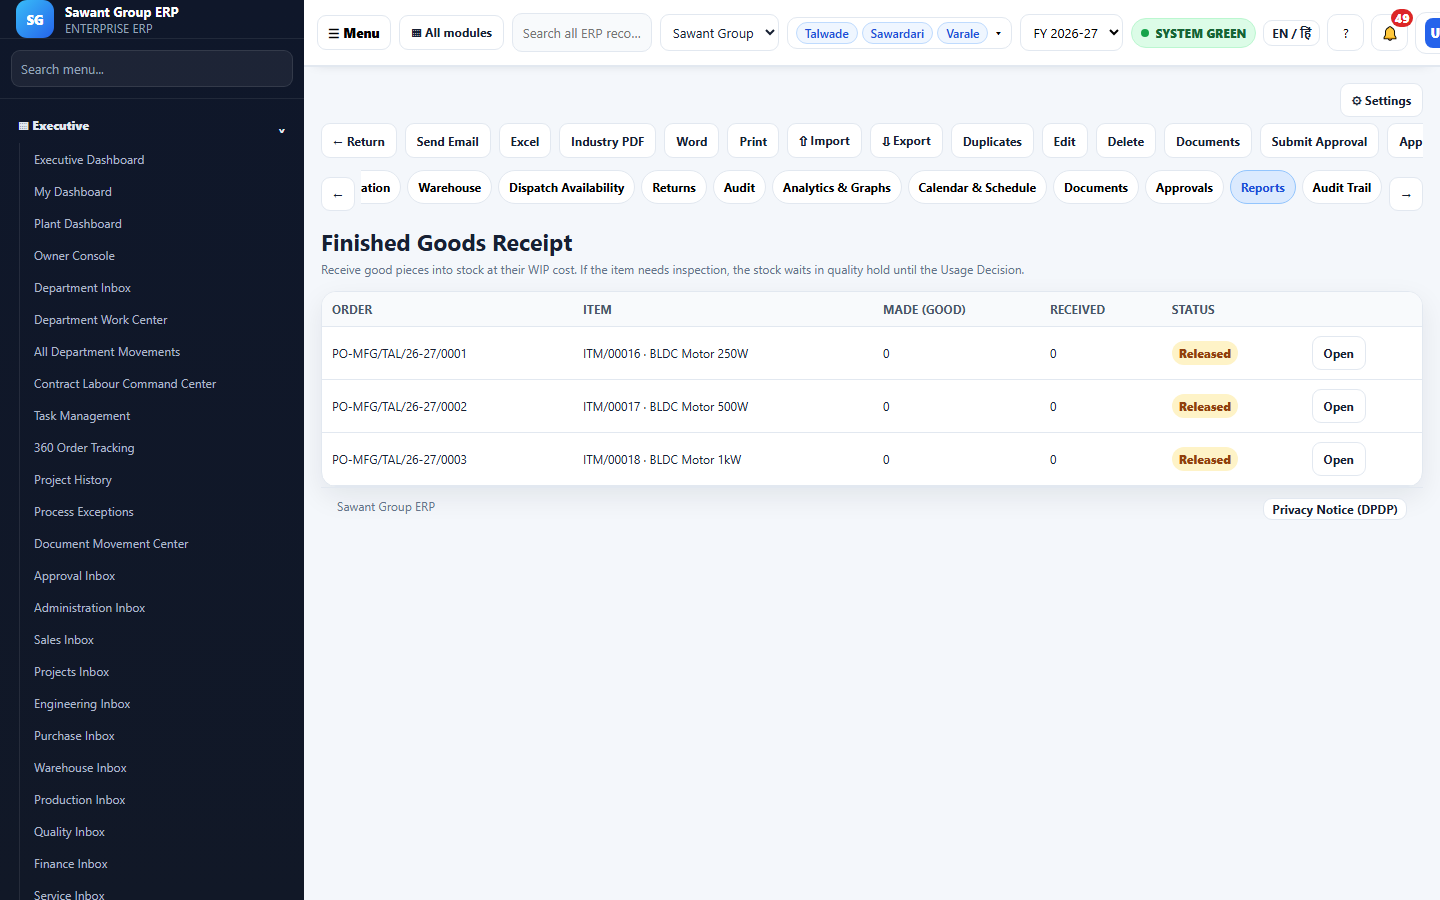 SG
Sawant Group ERP
ENTERPRISE ERP
Search menu...
Executive
Executive Dashboard
My Dashboard
Plant Dashboard
Owner Console
Department Inbox
Department Work Center
All Department Movements
Contract Labour Command Center
Task Management
360 Order Tracking
Project History
Process Exceptions
Document Movement Center
Approval Inbox
Administration Inbox
Sales Inbox
Projects Inbox
Engineering Inbox
Purchase Inbox
Warehouse Inbox
Production Inbox
Quality Inbox
Finance Inbox
Service Inbox
☰ Menu All modules Search all ERP reco... Sawant Group Talwade Sawardari Varale FY 2026-27 SYSTEM GREEN EN / हिं ? 49 U
⚙ Settings
← Return Send Email Excel Industry PDF Word Print ⇧ Import ⇩ Export Duplicates Edit Delete Documents Submit Approval App
← ation Warehouse Dispatch Availability Returns Audit Analytics & Graphs Calendar & Schedule Documents Approvals Reports Audit Trail →
Finished Goods Receipt
Receive good pieces into stock at their WIP cost. If the item needs inspection, the stock waits in quality hold until the Usage Decision.
ORDER ITEM MADE (GOOD) RECEIVED STATUS
PO-MFG/TAL/26-27/0001 ITM/00016 · BLDC Motor 250W 0 0 Released Open
PO-MFG/TAL/26-27/0002 ITM/00017 · BLDC Motor 500W 0 0 Released Open
PO-MFG/TAL/26-27/0003 ITM/00018 · BLDC Motor 1kW 0 0 Released Open
Sawant Group ERP Privacy Notice (DPDP)